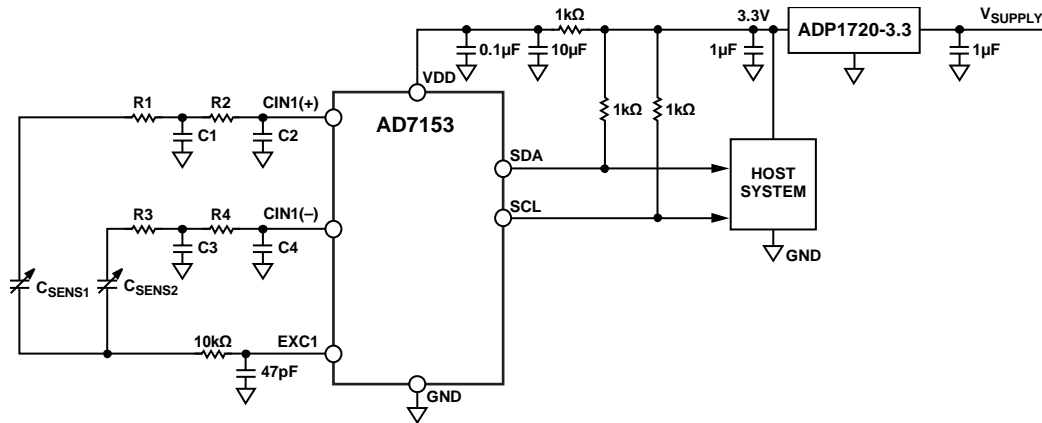 1kΩ
3.3V
ADP1720-3.3
VSUPPLY
0.1µF
10µF
1µF
1µF
VDD
R1
R2
CIN1(+)
AD7153
1kΩ
1kΩ
C1
C2
SDA
HOST
SYSTEM
R3
R4
CIN1(–)
SCL
C3
C4
GND
CSENS1
CSENS2
10kΩ
EXC1
47pF
GND